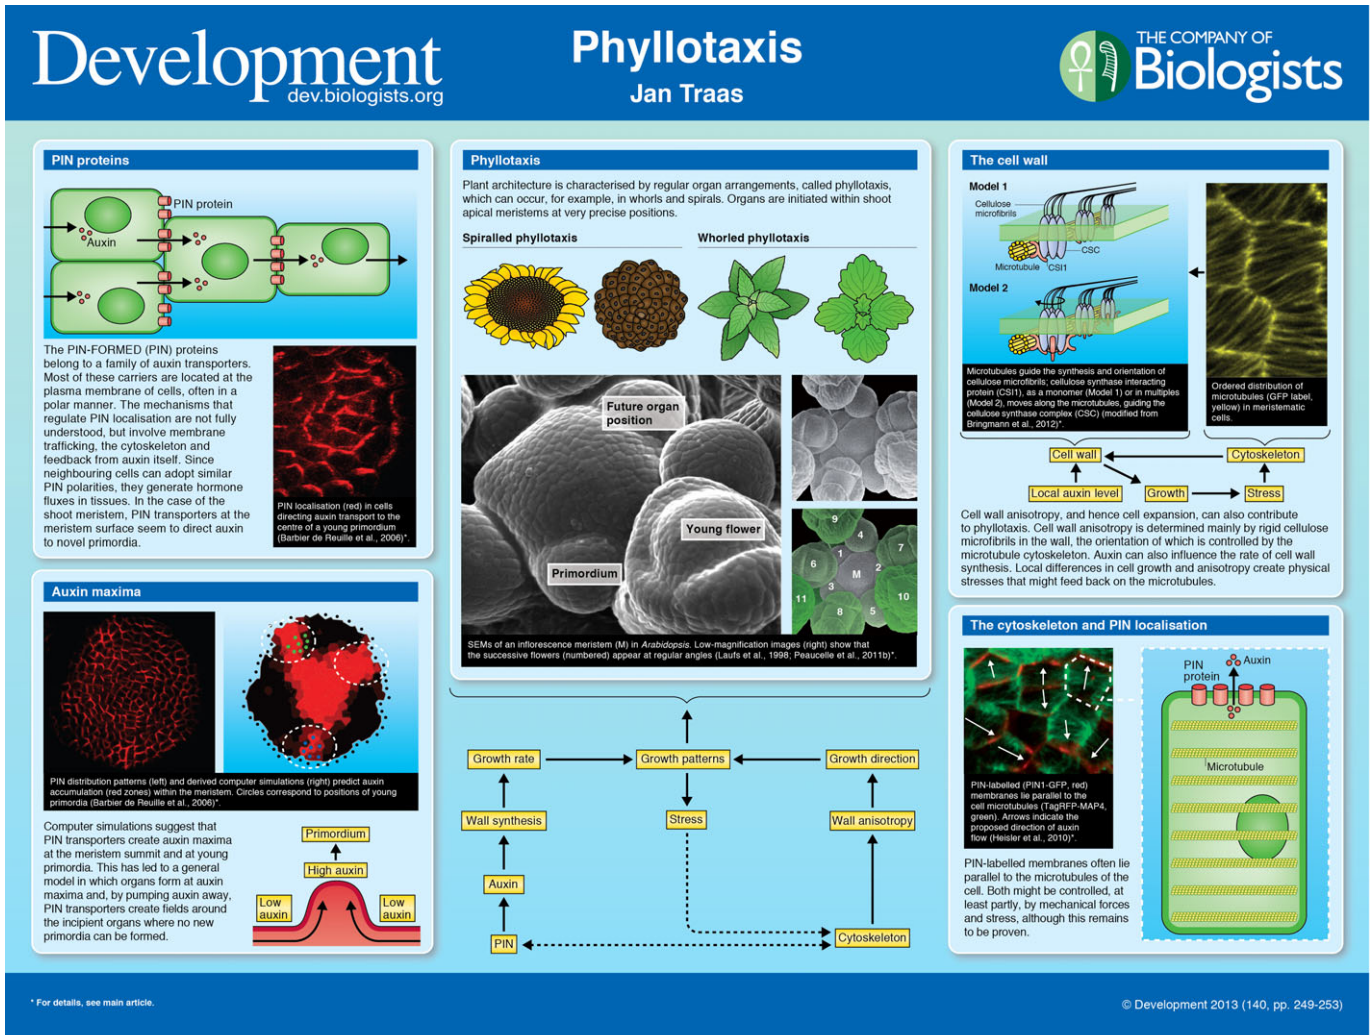 Development
dev.biologists.org
Phyllotaxis
Jan Traas
THE COMPANY OF
Biologists
PIN proteins
PIN protein
Auxin
The PIN-FORMED (PIN) proteins
belong to a family of auxin transporters.
Most of these carriers are located at the
plasma membrane of cells, often in a
polar manner. The mechanisms that
regulate PIN localisation are not fully
understood, but involve membrane
trafficking, the cytoskeleton and
feedback from auxin itself. Since
neighbouring cells can adopt similar
PIN polarities, they generate hormone
fluxes in tissues. In the case of the
shoot meristem, PIN transporters at the
meristem surface seem to direct auxin
to novel primordia.
PIN localisation (red) in cells
directing auxin transport to the
centre of a young primordium
(Barbier de Reuille et al., 2006)*.
Auxin maxima
PIN distribution patterns (left) and derived computer simulations (right) predict auxin
accumulation (red zones) within the meristem. Circles correspond to positions of young
primordia (Barbier de Reuille et al., 2006)*.
Computer simulations suggest that
PIN transporters create auxin maxima
at the meristem summit and at young
primordia. This has led to a general
model in which organs form at auxin
maxima and, by pumping auxin away,
PIN transporters create fields around
the incipient organs where no new
primordia can be formed.
Primordium
High auxin
Low
auxin
Low
auxin
Phyllotaxis
Plant architecture is characterised by regular organ arrangements, called phyllotaxis,
which can occur, for example, in whorls and spirals. Organs are initiated within shoot
apical meristems at very precise positions.
Spiralled phyllotaxis
Whorled phyllotaxis
Future organ
position
Young flower
Primordium
9
4
7
1
6
2
M
3
11
10
8
5
SEMs of an inflorescence meristem (M) in Arabidopsis. Low-magnification images (right) show that
the successive flowers (numbered) appear at regular angles (Laufs et al., 1998; Peaucelle et al., 2011b)*.
Growth rate
Growth patterns
Growth direction
Wall synthesis
Stress
Wall anisotropy
Auxin
PIN
Cytoskeleton
The cell wall
Model 1
Cellulose
microfibrils
CSC
Microtubule
CSI1
Model 2
Microtubules guide the synthesis and orientation of
cellulose microfibrils; cellulose synthase interacting
protein (CSI1), as a monomer (Model 1) or in multiples
(Model 2), moves along the microtubules, guiding the
cellulose synthase complex (CSC) (modified from
Bringmann et al., 2012)*.
Ordered distribution of
microtubules (GFP label,
yellow) in meristematic
cells.
Cell wall
Cytoskeleton
Local auxin level
Growth
Stress
Cell wall anisotropy, and hence cell expansion, can also contribute
to phyllotaxis. Cell wall anisotropy is determined mainly by rigid cellulose
microfibrils in the wall, the orientation of which is controlled by the
microtubule cytoskeleton. Auxin can also influence the rate of cell wall
synthesis. Local differences in cell growth and anisotropy create physical
stresses that might feed back on the microtubules.
The cytoskeleton and PIN localisation
PIN-labelled (PIN1-GFP, red)
membranes lie parallel to the
cell microtubules (TagRFP-MAP4,
green). Arrows indicate the
proposed direction of auxin
flow (Heisler et al., 2010)*.
PIN-labelled membranes often lie
parallel to the microtubules of the
cell. Both might be controlled, at
least partly, by mechanical forces
and stress, although this remains
to be proven.
PIN
protein
Auxin
Microtubule
* For details, see main article.
© Development 2013 (140, pp. 249-253)